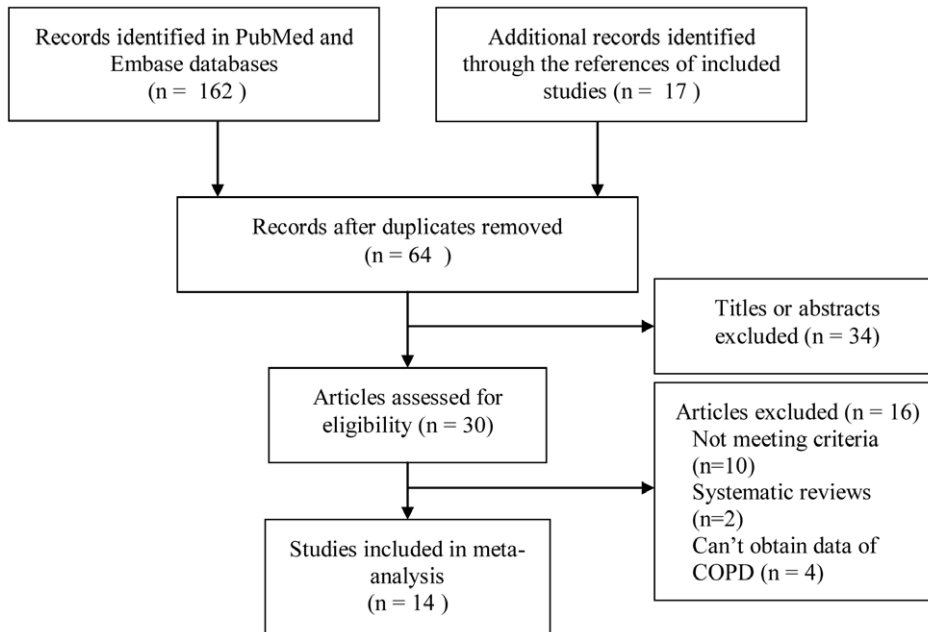 Records identified in PubMed and
Embase databases
(n = 162 )
Additional records identified
through the references of included
studies (n = 17 )
Records after duplicates removed
(n = 64 )
Titles or abstracts
excluded (n = 34)
Articles assessed for
eligibility (n = 30)
Articles excluded (n = 16)
Not meeting criteria
(n=10)
Systematic reviews
(n=2)
Can’t obtain data of
COPD (n = 4)
Studies included in meta-
analysis
(n = 14 )